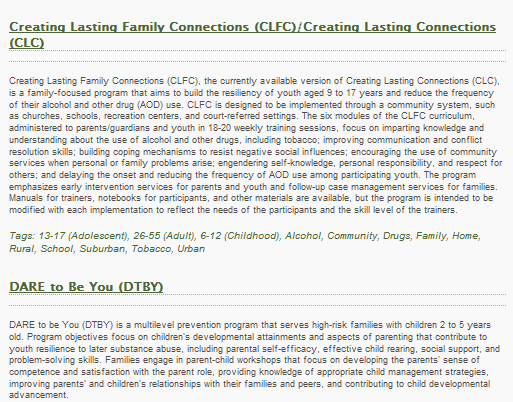 Creating Lasting Family Connections (CLFC)/Creating Lasting Connections
(CLC)
Creating Lasting Family Connections (CLFC), the currently available version of Creating Lasting Connections (CLC),
is a family-focused program that aims to build the resiliency of youth aged 9 to 17 years and reduce the frequency
of their alcohol and other drug (AOD) use. CLFC is designed to be implemented through a community system, such
as churches, schools, recreation centers, and court-referred settings. The six modules of the CLFC curriculum,
administered to parents/guardians and youth in 18-20 weekly training sessions, focus on imparting knowledge and
understanding about the use of alcohol and other drugs, including tobacco; improving communication and conflict
resolution skills; building coping mechanisms to resist negative social influences; encouraging the use of community
services when personal or family problems arise; engendering self-knowledge, personal responsibility, and respect for
others; and delaying the onset and reducing the frequency of AOD use among participating youth. The program
emphasizes early intervention services for parents and youth and follow-up case management services for families.
Manuals for trainers, notebooks for participants, and other materials are available, but the program is intended to be
modified with each implementation to reflect the needs of the participants and the skill level of the trainers.
Tags: 13-17 (Adolescent), 26-55 (Adult), 6-12 (Childhood), Alcohol, Community, Drugs, Family, Home,
Rural, School, Suburban, Tobacco, Urban
DARE to Be You (DTBY)
DARE to be You (DTBY) is a multilevel prevention program that serves high-risk families with children 2 to 5 years
old. Program objectives focus on children's developmental attainments and aspects of parenting that contribute to
youth resilience to later substance abuse, including parental self-efficacy, effective child rearing, social support, and
problem-solving skills. Families engage in parent-child workshops that focus on developing the parents' sense of
competence and satisfaction with the parent role, providing knowledge of appropriate child management strategies,
improving parents' and children's relationships with their families and peers, and contributing to child developmental
advancement.